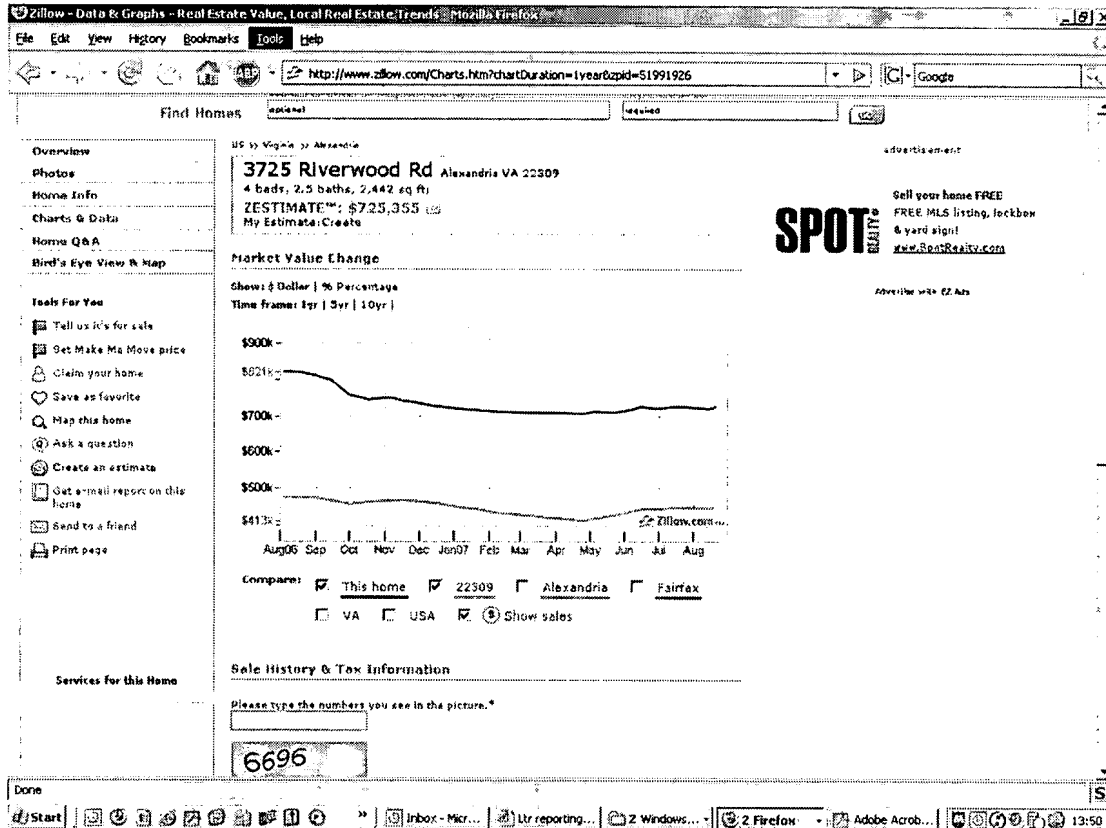 Zillow - Data & Graphs - Real Estate Value, Local Real Estate Trends - Mozilla Firefox
File Edit View History Bookmarks Tools Help
http://www.zillow.com/Charts.htm?chartDuration=1year&zpid=51991926
Google
Find Homes
optional
required
Overview
Photos
Home Info
Charts & Data
Home Q&A
Bird's Eye View & Map
Tools For You
Tell us it's for sale
Set Make Me Move price
Claim your home
Save as favorite
Map this home
Ask a question
Create an estimate
Get e-mail report on this
home
Send to a friend
Print page
Services for this Home
US >> Virginia >> Alexandria
3725 Riverwood Rd Alexandria VA 22309
4 beds, 2.5 baths, 2,442 sq ft
ZESTIMATE™: $725,355
My Estimate: Create
Market Value Change
Show: $ Dollar | % Percentage
Time frame: 1yr | 5yr | 10yr |
$900k
$821k
$700k
$600k
$500k
$413k
Zillow.com
Aug06 Sep Oct Nov Dec Jan07 Feb Mar Apr May Jun Jul Aug
Compare: This home 22309 Alexandria Fairfax
VA USA $ Show sales
Sale History & Tax Information
Please type the numbers you see in the picture.*
6696
advertisement
SPOT REALTY
Sell your home FREE
FREE MLS listing, lockbox
& yard sign!
www.SpotRealty.com
Advertise with EZ Ads
Done
Start
Inbox - Micr...
Ltr reporting...
2 Windows...
2 Firefox
Adobe Acrob...
13:50